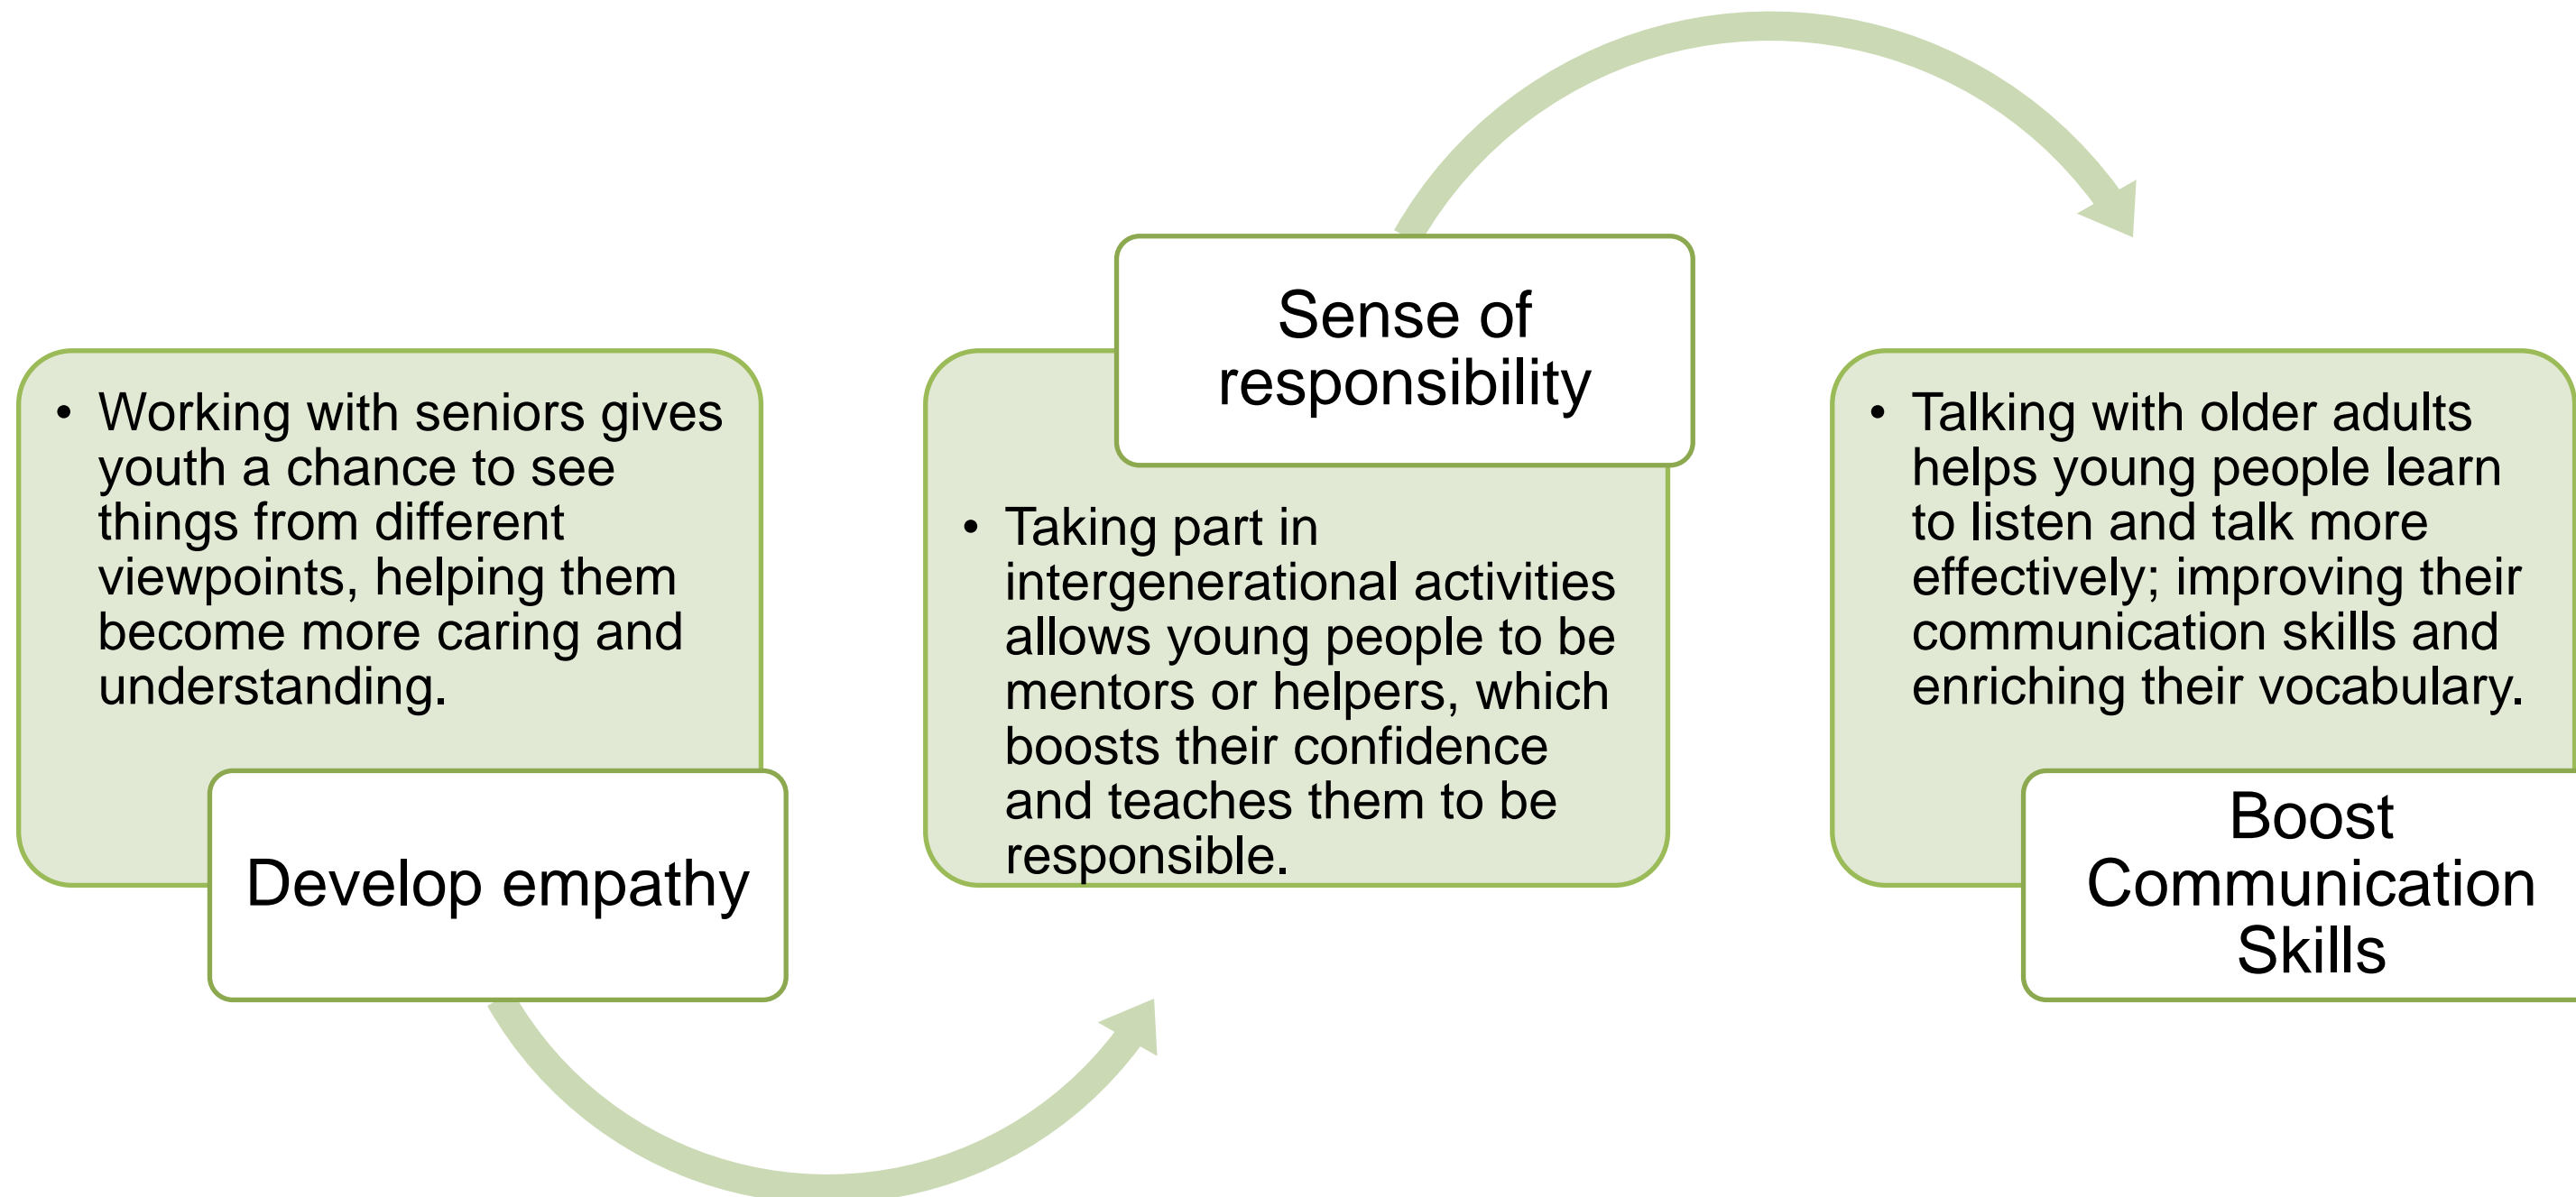 • Working with seniors gives
youth a chance to see
things from different
viewpoints, helping them
become more caring and
understanding.
Develop empathy
Sense of
responsibility
• Taking part in
intergenerational activities
allows young people to be
mentors or helpers, which
boosts their confidence
and teaches them to be
responsible.
• Talking with older adults
helps young people learn
to listen and talk more
effectively; improving their
communication skills and
enriching their vocabulary.
Boost
Communication
Skills